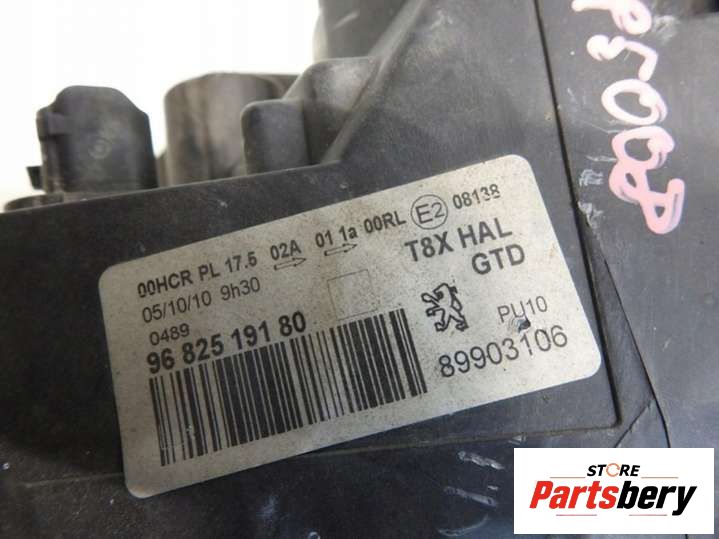 P5008
00HCR PL 17.5 02A 01 1a 00RL E2 08138
05/10/10 9h30
T8X HAL
GTD
0489
96 825 191 80
PU10
89903106
STORE
Partsbery